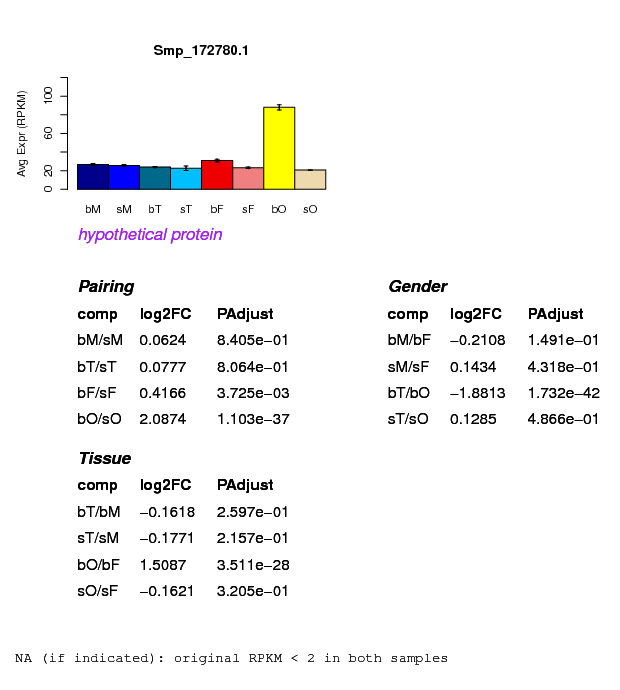 Smp_172780.1
Avg Expr (RPKM)
100
60
20
0
bM sM bT sT bF sF bO sO
hypothetical protein
Pairing
comp log2FC PAdjust
bM/sM 0.0624 8.405e−01
bT/sT 0.0777 8.064e−01
bF/sF 0.4166 3.725e−03
bO/sO 2.0874 1.103e−37
Gender
comp log2FC PAdjust
bM/bF −0.2108 1.491e−01
sM/sF 0.1434 4.318e−01
bT/bO −1.8813 1.732e−42
sT/sO 0.1285 4.866e−01
Tissue
comp log2FC PAdjust
bT/bM −0.1618 2.597e−01
sT/sM −0.1771 2.157e−01
bO/bF 1.5087 3.511e−28
sO/sF −0.1621 3.205e−01
NA (if indicated): original RPKM < 2 in both samples